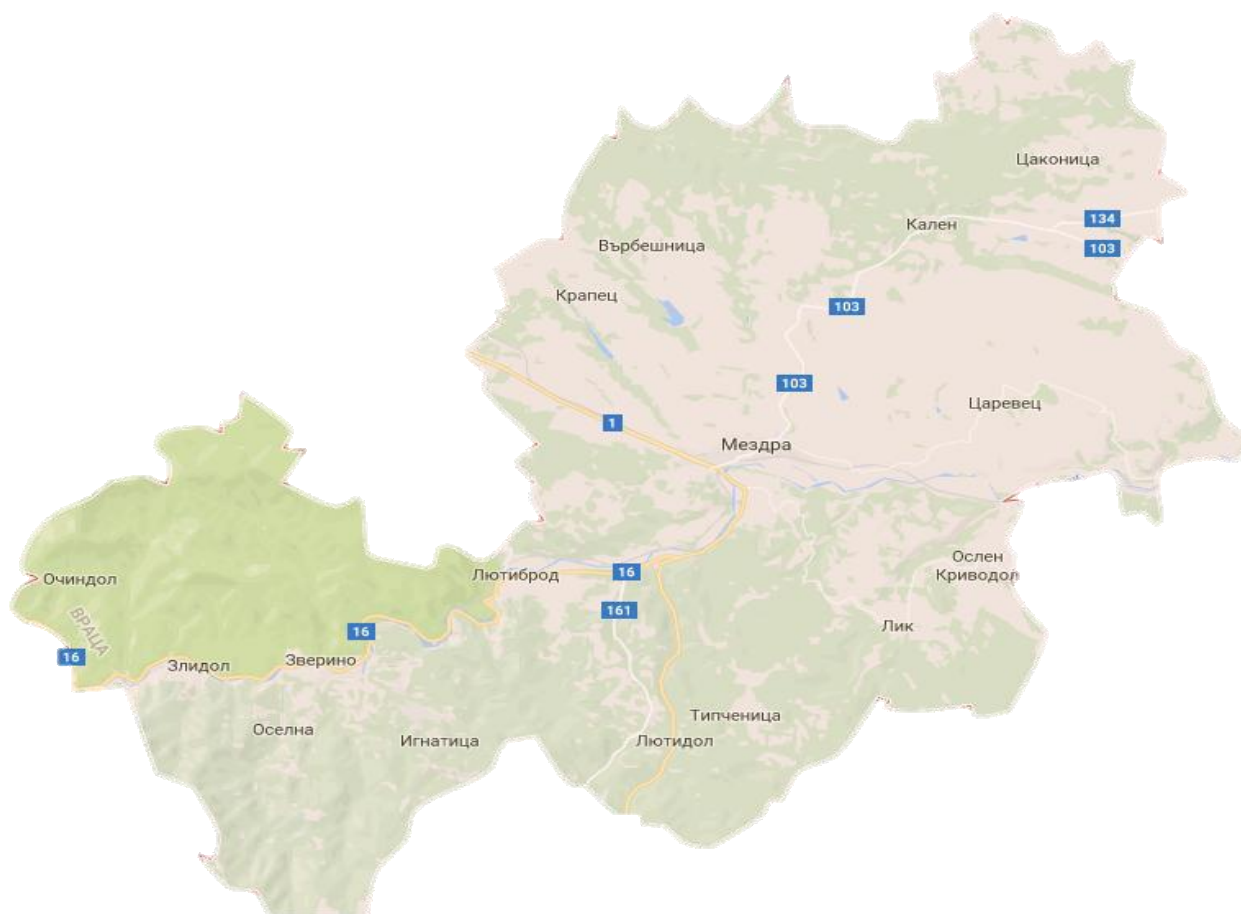 Цаконица
134
Кален
Върбешница
103
Крапец
103
103
Царевец
1
Мездра
Ослен
Криводол
Лютиброд
16
Очиндол
161
ВРАЦА
16
Лик
16
Злидол
Зверино
Типченица
Оселна
Игнатица
Лютидол